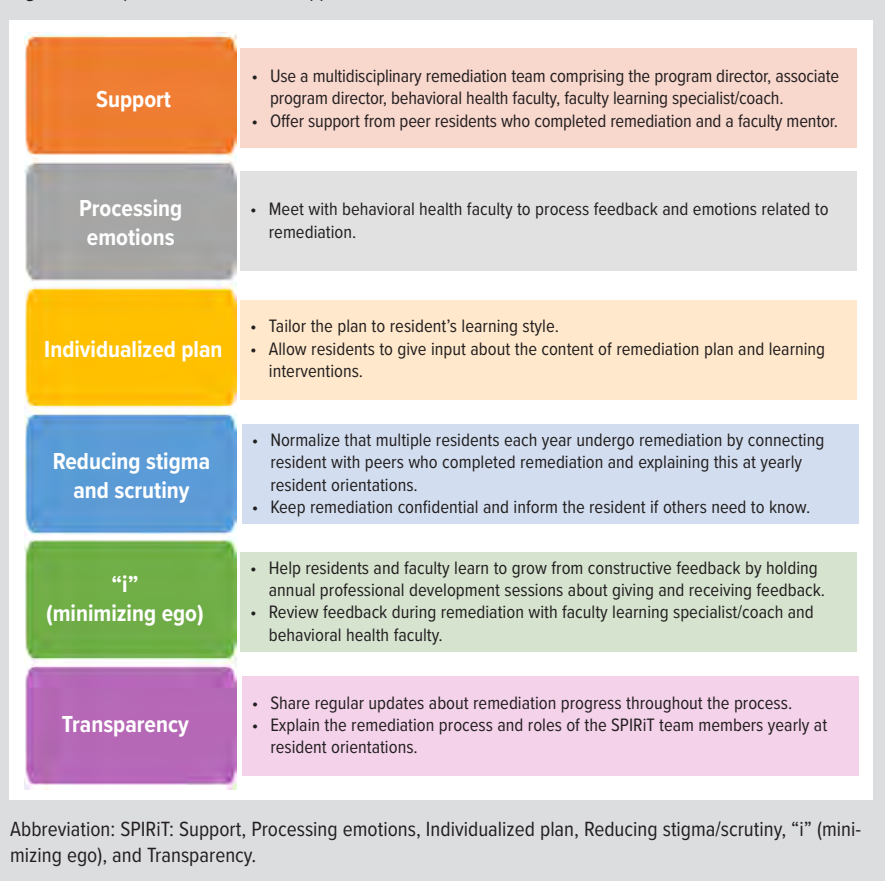 Support
• Use a multidisciplinary remediation team comprising the program director, associate
program director, behavioral health faculty, faculty learning specialist/coach.
• Offer support from peer residents who completed remediation and a faculty mentor.
Processing
emotions
• Meet with behavioral health faculty to process feedback and emotions related to
remediation.
Individualized plan
• Tailor the plan to resident’s learning style.
• Allow residents to give input about the content of remediation plan and learning
interventions.
Reducing stigma
and scrutiny
• Normalize that multiple residents each year undergo remediation by connecting
resident with peers who completed remediation and explaining this at yearly
resident orientations.
• Keep remediation confidential and inform the resident if others need to know.
“i”
(minimizing ego)
• Help residents and faculty learn to grow from constructive feedback by holding
annual professional development sessions about giving and receiving feedback.
• Review feedback during remediation with faculty learning specialist/coach and
behavioral health faculty.
Transparency
• Share regular updates about remediation progress throughout the process.
• Explain the remediation process and roles of the SPIRiT team members yearly at
resident orientations.
Abbreviation: SPIRiT: Support, Processing emotions, Individualized plan, Reducing stigma/scrutiny, “i” (mini-
mizing ego), and Transparency.